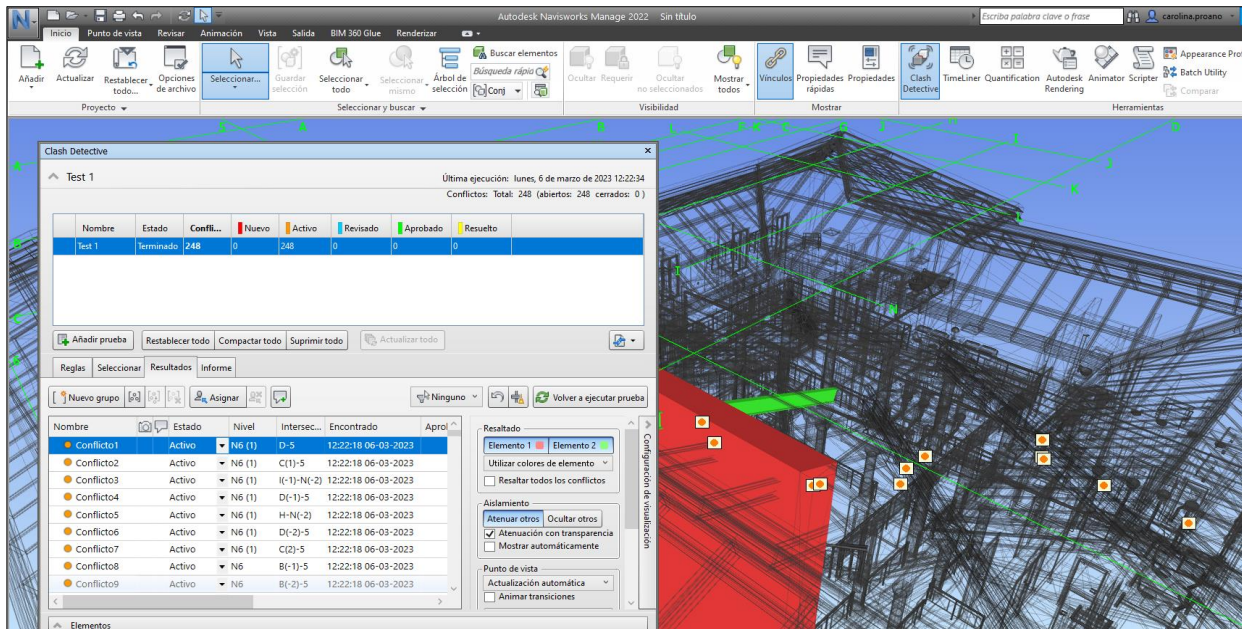 Autodesk Navisworks Manage 2022 Sin título
Escriba palabra clave o frase
carolina.proano
Inicio Punto de vista Revisar Animación Vista Salida BIM 360 Glue Renderizar
Añadir
Actualizar
Restablecer todo...
Opciones de archivo
Seleccionar...
Guardar selección
Seleccionar todo
Seleccionar mismo
Árbol de selección
Buscar elementos
Búsqueda rápida
Conj
Ocultar Requerir
Ocultar no seleccionados
Mostrar todos
Vínculos
Propiedades rápidas
Propiedades
Clash Detective
TimeLiner Quantification
Autodesk Rendering
Animator Scripter
Appearance Prof
Batch Utility
Comparar
Proyecto Seleccionar y buscar Visibilidad Mostrar Herramientas
Clash Detective
Test 1
Última ejecución: lunes, 6 de marzo de 2023 12:22:34
Conflictos: Total: 248 (abiertos: 248 cerrados: 0 )
Nombre Estado Confli... Nuevo Activo Revisado Aprobado Resuelto
Test 1 Terminado 248 0 248 0 0 0
Añadir prueba Restablecer todo Compactar todo Suprimir todo Actualizar todo
Reglas Seleccionar Resultados Informe
Nuevo grupo Asignar Ninguno Volver a ejecutar prueba
Nombre Estado Nivel Intersec... Encontrado Aprol
Conflicto1 Activo N6 (1) D-5 12:22:18 06-03-2023
Conflicto2 Activo N6 (1) C(1)-5 12:22:18 06-03-2023
Conflicto3 Activo N6 (1) I(-1)-N(-2) 12:22:18 06-03-2023
Conflicto4 Activo N6 (1) D(-1)-5 12:22:18 06-03-2023
Conflicto5 Activo N6 (1) H-N(-2) 12:22:18 06-03-2023
Conflicto6 Activo N6 (1) D(-2)-5 12:22:18 06-03-2023
Conflicto7 Activo N6 (1) C(2)-5 12:22:18 06-03-2023
Conflicto8 Activo N6 B(-1)-5 12:22:18 06-03-2023
Conflicto9 Activo N6 B(-2)-5 12:22:18 06-03-2023
Resaltado
Elemento 1 Elemento 2
Utilizar colores de elemento
Resaltar todos los conflictos
Aislamiento
Atenuar otros Ocultar otros
Atenuación con transparencia
Mostrar automáticamente
Punto de vista
Actualización automática
Animar transiciones
Configuración de visualización
Elementos